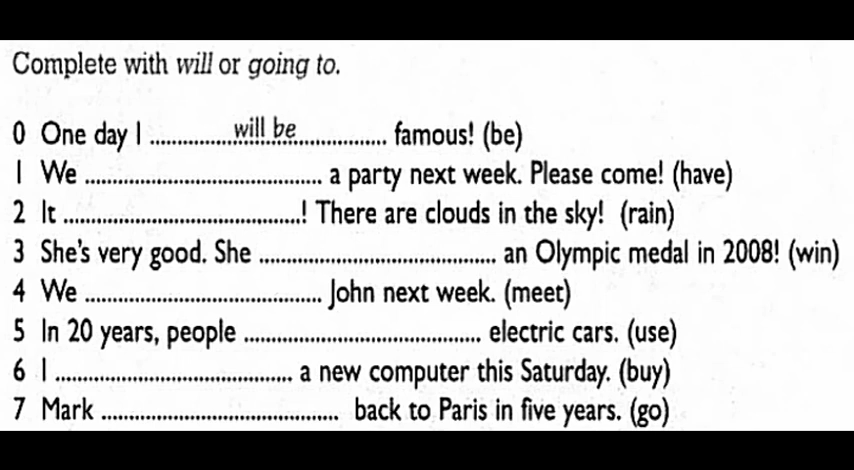 Complete with will or going to.
0 One day I ............will be............ famous! (be)
1 We .................................... a party next week. Please come! (have)
2 It ....................................! There are clouds in the sky! (rain)
3 She's very good. She .................................... an Olympic medal in 2008! (win)
4 We .................................... John next week. (meet)
5 In 20 years, people .................................... electric cars. (use)
6 I .................................... a new computer this Saturday. (buy)
7 Mark .................................... back to Paris in five years. (go)